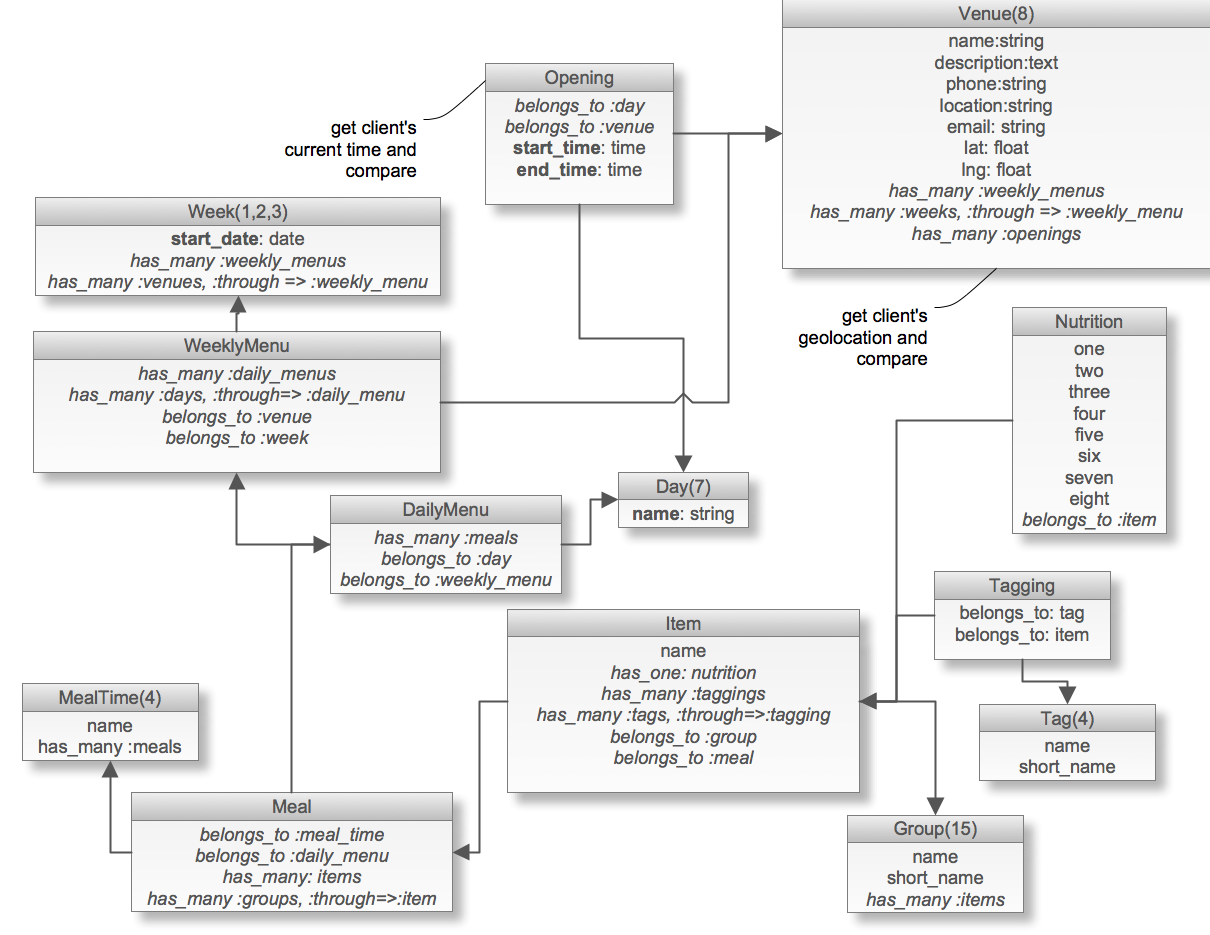 Venue(8)
name:string
description:text
phone:string
location:string
email: string
lat: float
lng: float
has_many :weekly_menus
has_many :weeks, :through => :weekly_menu
has_many :openings
Opening
belongs_to :day
belongs_to :venue
start_time: time
end_time: time
get client's
current time and
compare
Week(1,2,3)
start_date: date
has_many :weekly_menus
has_many :venues, :through => :weekly_menu
get client's
geolocation and
compare
WeeklyMenu
has_many :daily_menus
has_many :days, :through=> :daily_menu
belongs_to :venue
belongs_to :week
Nutrition
one
two
three
four
five
six
seven
eight
belongs_to :item
Day(7)
name: string
DailyMenu
has_many :meals
belongs_to :day
belongs_to :weekly_menu
Tagging
belongs_to: tag
belongs_to: item
Item
name
has_one: nutrition
has_many :taggings
has_many :tags, :through=>:tagging
belongs_to :group
belongs_to :meal
MealTime(4)
name
has_many :meals
Tag(4)
name
short_name
Meal
belongs_to :meal_time
belongs_to :daily_menu
has_many: items
has_many :groups, :through=>:item
Group(15)
name
short_name
has_many :items